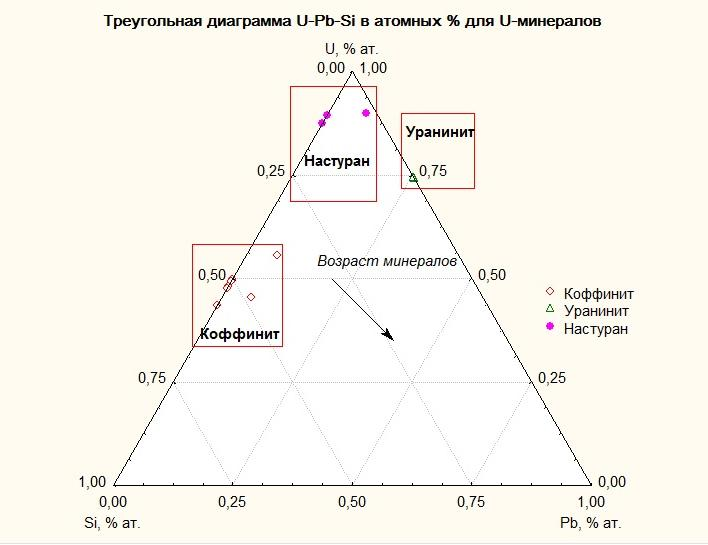 Треугольная диаграмма U-Pb-Si в атомных % для U-минералов
U, % ат.
0,00 1,00
Уранинит
Настуран
0,25 0,75
Возраст минералов
0,50 0,50
Коффинит
Коффинит
Уранинит
Настуран
0,75 0,25
1,00 0,00
0,00 0,25 0,50 0,75 1,00
Si, % ат. Pb, % ат.